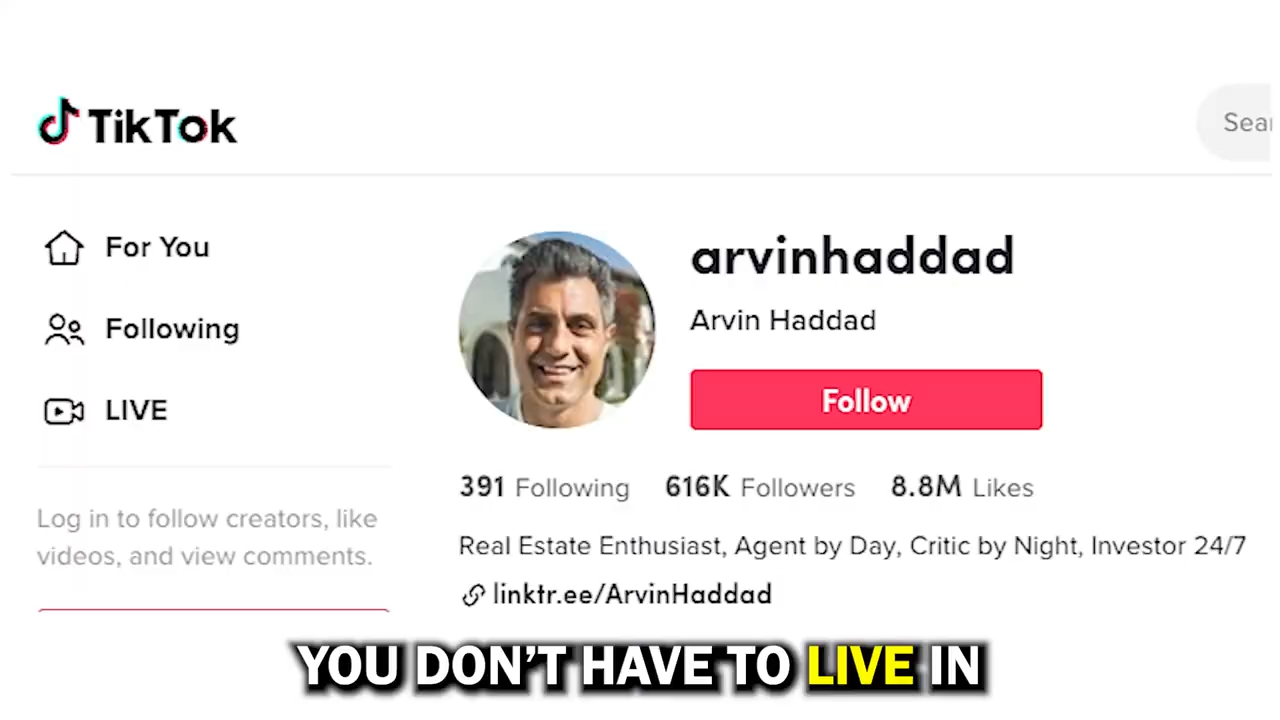 TikTok
Sear
For You
Following
LIVE
Log in to follow creators, like
videos, and view comments.
arvinhaddad
Arvin Haddad
Follow
391 Following 616K Followers 8.8M Likes
Real Estate Enthusiast, Agent by Day, Critic by Night, Investor 24/7
linktr.ee/ArvinHaddad
YOU DON'T HAVE TO LIVE IN